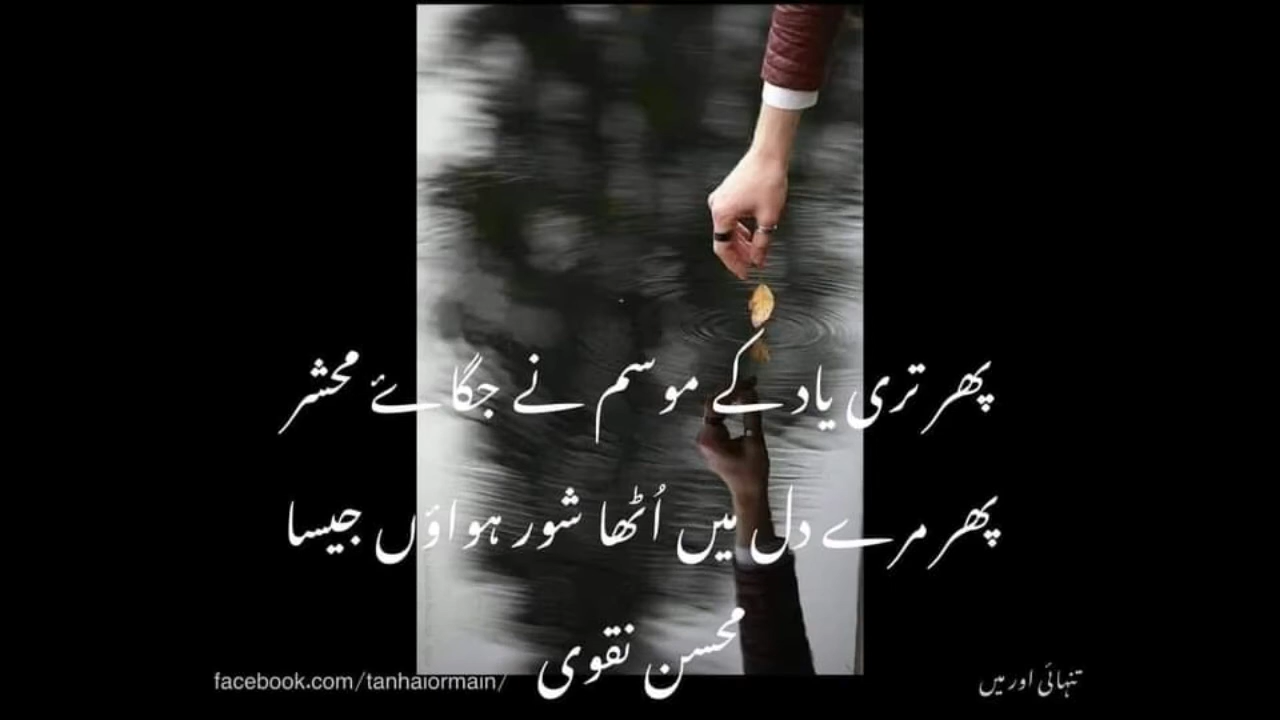 پھر تری یاد کے موسم نے جگائے محشر
پھر مرے دل میں اُٹھا شور ہواؤں جیسا
محسن نقوی
facebook.com/tanhaiormain/
تنہائی اور میں